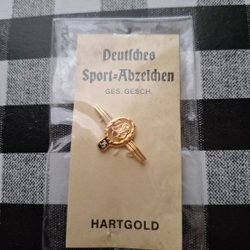 Deutsches
Sport=Abzeichen
GES. GESCH.
HARTGOLD